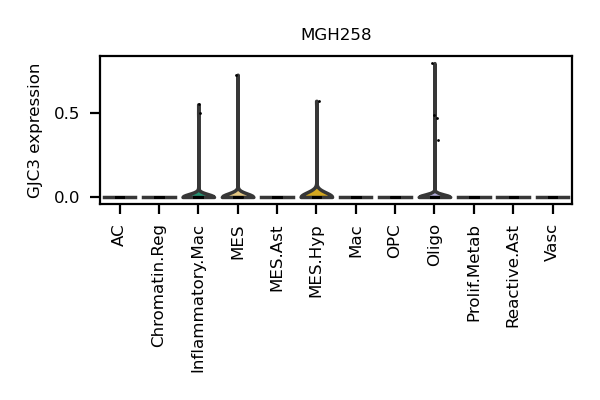 MGH258
GJC3 expression
0.5
0.0
AC
Chromatin.Reg
Inflammatory.Mac
MES
MES.Ast
MES.Hyp
Mac
OPC
Oligo
Prolif.Metab
Reactive.Ast
Vasc